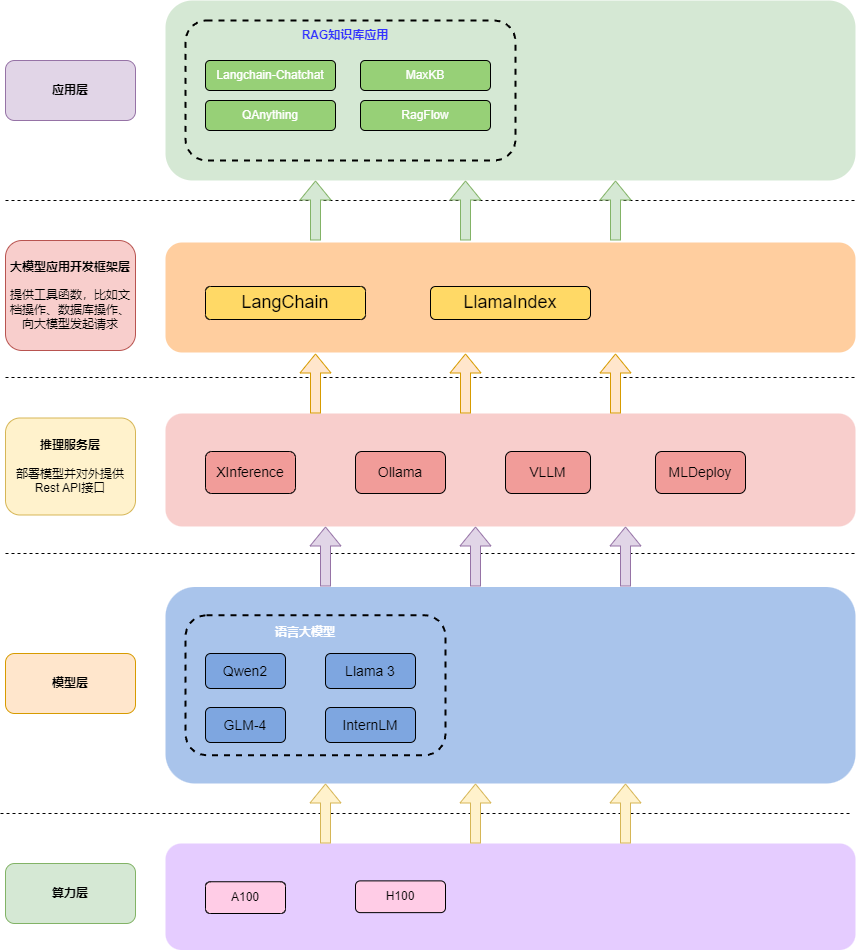 RAG知识库应用
应用层
Langchain-Chatchat
MaxKB
QAnything
RagFlow
大模型应用开发框架层
提供工具函数，比如文
档操作、数据库操作、
向大模型发起请求
LangChain
LlamaIndex
推理服务层
部署模型并对外提供
Rest API接口
XInference
Ollama
VLLM
MLDeploy
模型层
语言大模型
Qwen2
Llama 3
GLM-4
InternLM
算力层
A100
H100